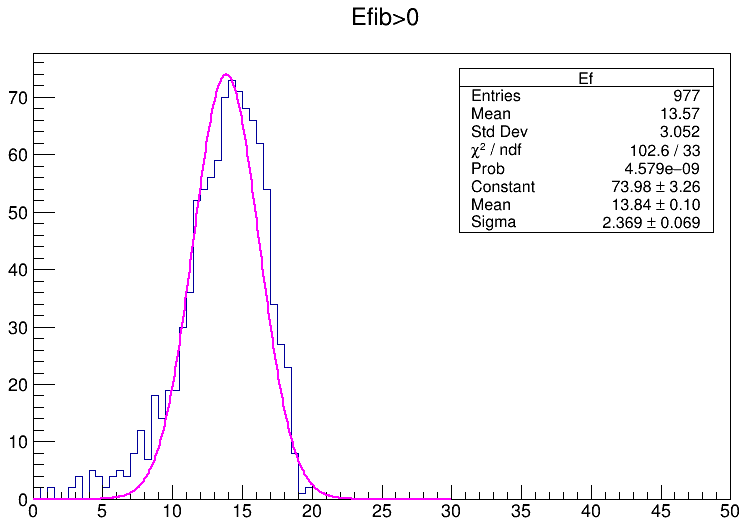 Efib>0
Ef
Entries 977
Mean 13.57
Std Dev 3.052
χ² / ndf 102.6 / 33
Prob 4.579e−09
Constant 73.98 ± 3.26
Mean 13.84 ± 0.10
Sigma 2.369 ± 0.069
70
60
50
40
30
20
10
0
0 5 10 15 20 25 30 35 40 45 50